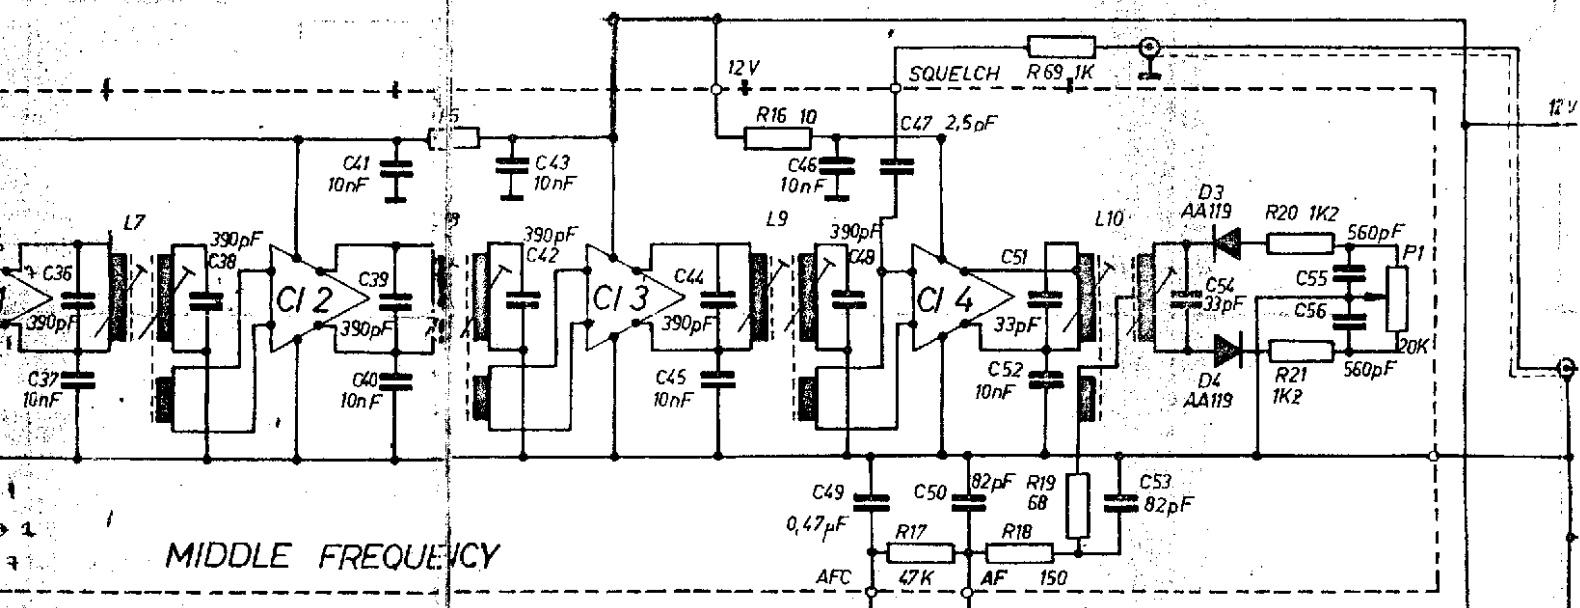 12V
SQUELCH
R69 1K
12V
R16 10
C47 2,5pF
C41
10nF
C43
10nF
C46
10nF
L7
L9
L10
D3
AA119
R20 1K2
560pF
P1
390pF
C38
390pF
C42
390pF
C48
C36
390pF
CI 2
C39
390pF
CI 3
C44
390pF
CI 4
C51
33pF
C54
33pF
C55
C56
20K
560pF
C37
10nF
C40
10nF
C45
10nF
C52
10nF
D4
AA119
R21
1K2
C49
0,47µF
C50
82pF
R19
68
C53
82pF
R17
47K
R18
150
MIDDLE FREQUENCY
AFC
AF